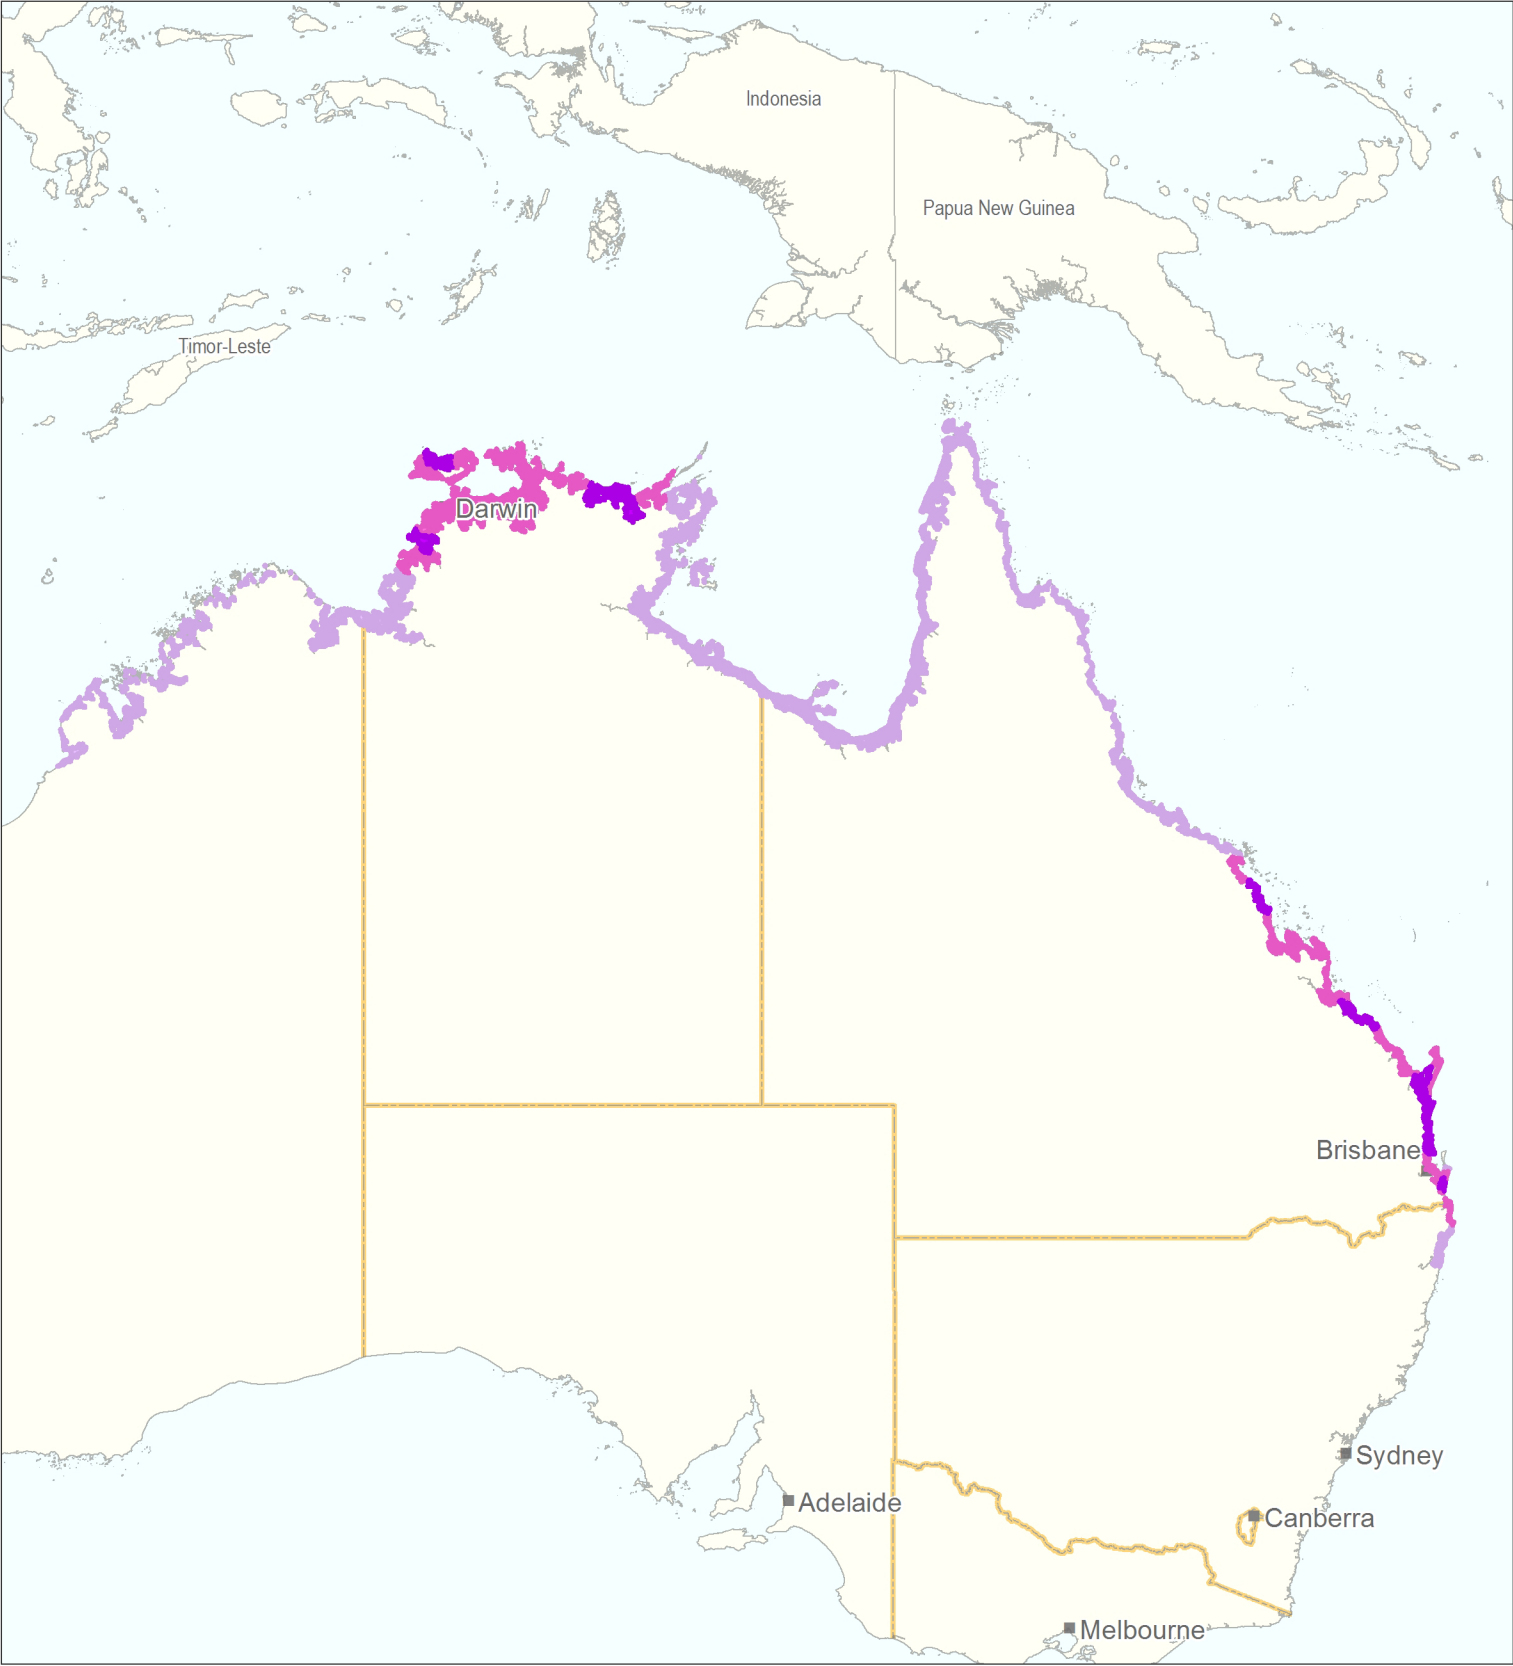 Indonesia
Papua New Guinea
Timor-Leste
Darwin
Brisbane
Sydney
Adelaide
Canberra
Melbourne